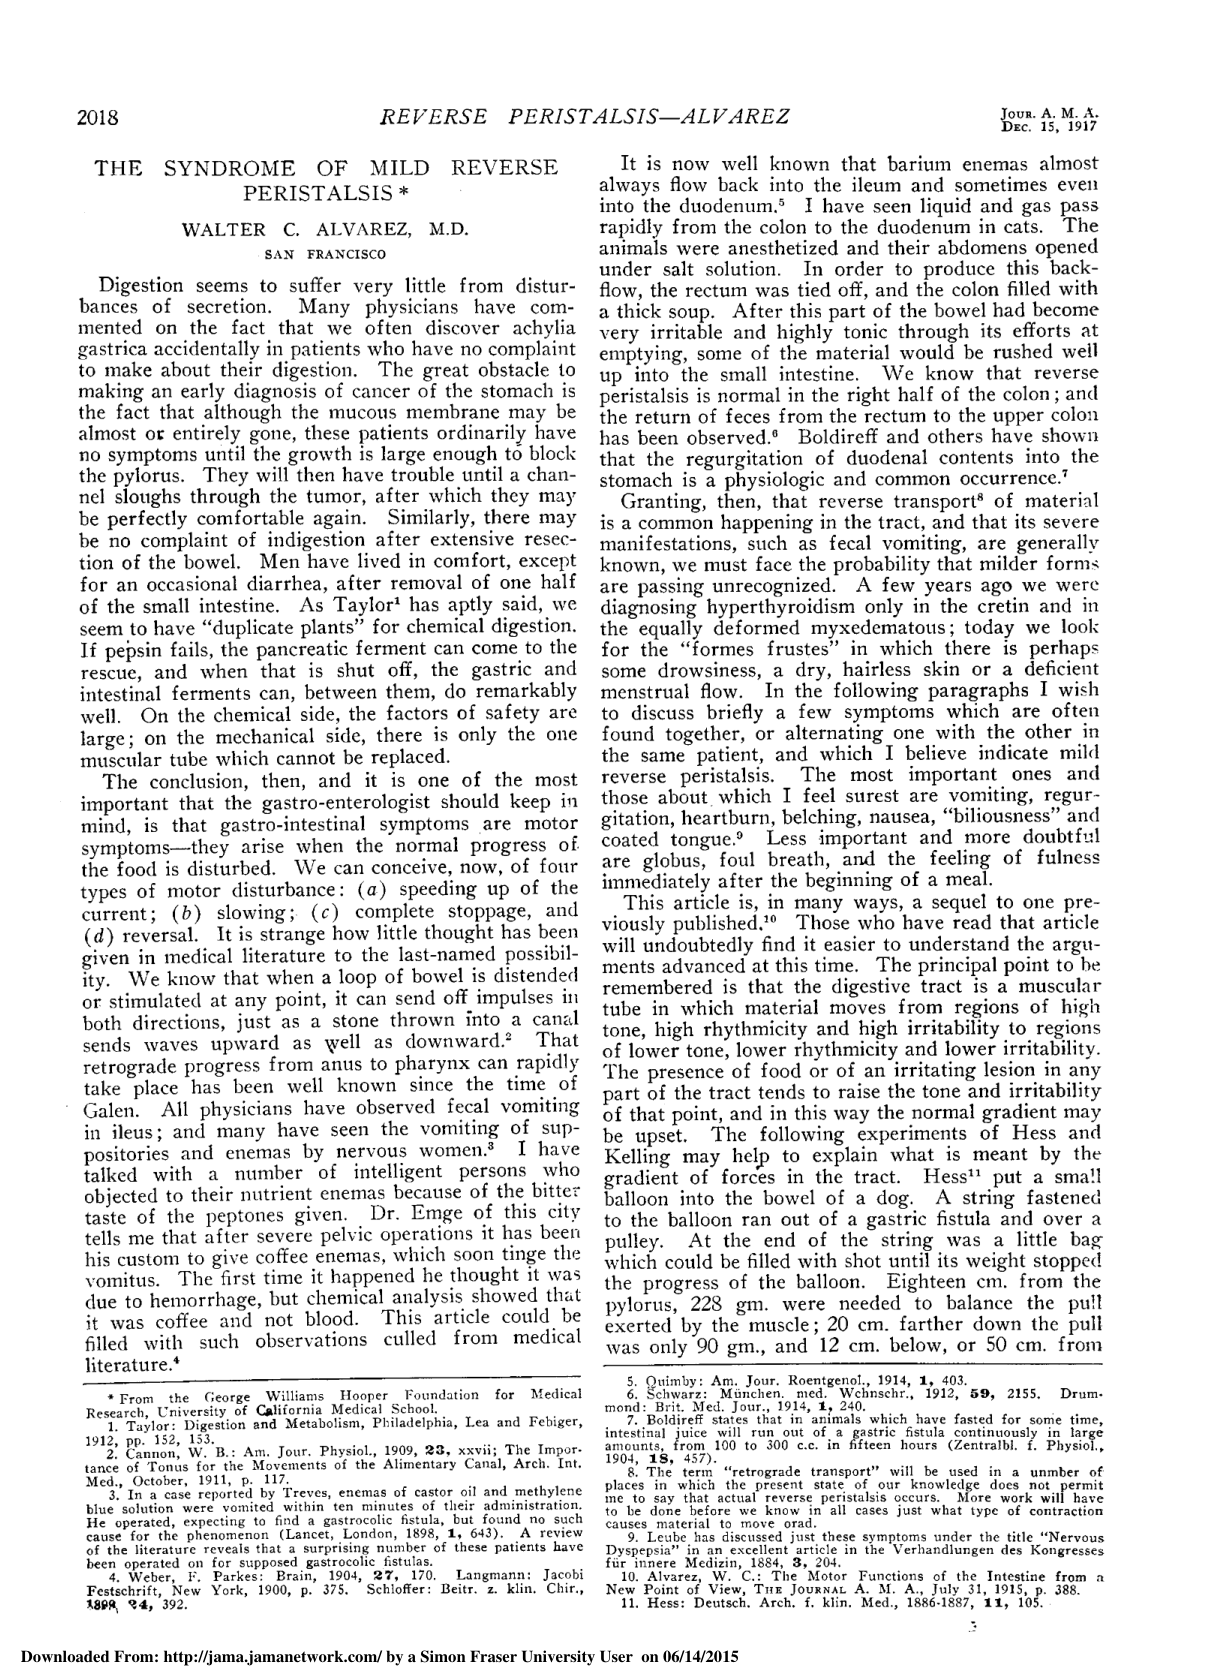 2018
REVERSE PERISTALSIS—ALVAREZ
JOUR. A. M. A.
DEC. 15, 1917
THE SYNDROME OF MILD REVERSE
PERISTALSIS *
WALTER C. ALVAREZ, M.D.
SAN FRANCISCO
Digestion seems to suffer very little from distur-
bances of secretion. Many physicians have com-
mented on the fact that we often discover achylia
gastrica accidentally in patients who have no complaint
to make about their digestion. The great obstacle to
making an early diagnosis of cancer of the stomach is
the fact that although the mucous membrane may be
almost or entirely gone, these patients ordinarily have
no symptoms until the growth is large enough to block
the pylorus. They will then have trouble until a chan-
nel sloughs through the tumor, after which they may
be perfectly comfortable again. Similarly, there may
be no complaint of indigestion after extensive resec-
tion of the bowel. Men have lived in comfort, except
for an occasional diarrhea, after removal of one half
of the small intestine. As Taylor¹ has aptly said, we
seem to have "duplicate plants" for chemical digestion.
If pepsin fails, the pancreatic ferment can come to the
rescue, and when that is shut off, the gastric and
intestinal ferments can, between them, do remarkably
well. On the chemical side, the factors of safety are
large; on the mechanical side, there is only the one
muscular tube which cannot be replaced.
The conclusion, then, and it is one of the most
important that the gastro-enterologist should keep in
mind, is that gastro-intestinal symptoms are motor
symptoms—they arise when the normal progress of
the food is disturbed. We can conceive, now, of four
types of motor disturbance: (a) speeding up of the
current; (b) slowing; (c) complete stoppage, and
(d) reversal. It is strange how little thought has been
given in medical literature to the last-named possibil-
ity. We know that when a loop of bowel is distended
or stimulated at any point, it can send off impulses in
both directions, just as a stone thrown into a canal
sends waves upward as well as downward.² That
retrograde progress from anus to pharynx can rapidly
take place has been well known since the time of
Galen. All physicians have observed fecal vomiting
in ileus; and many have seen the vomiting of sup-
positories and enemas by nervous women.³ I have
talked with a number of intelligent persons who
objected to their nutrient enemas because of the bitter
taste of the peptones given. Dr. Emge of this city
tells me that after severe pelvic operations it has been
his custom to give coffee enemas, which soon tinge the
vomitus. The first time it happened he thought it was
due to hemorrhage, but chemical analysis showed that
it was coffee and not blood. This article could be
filled with such observations culled from medical
literature.⁴
* From the George Williams Hooper Foundation for Medical
Research, University of California Medical School.
1. Taylor: Digestion and Metabolism, Philadelphia, Lea and Febiger,
1912, pp. 152, 153.
2. Cannon, W. B.: Am. Jour. Physiol., 1909, 23, xxvii; The Impor-
tance of Tonus for the Movements of the Alimentary Canal, Arch. Int.
Med., October, 1911, p. 117.
3. In a case reported by Treves, enemas of castor oil and methylene
blue solution were vomited within ten minutes of their administration.
He operated, expecting to find a gastrocolic fistula, but found no such
cause for the phenomenon (Lancet, London, 1898, 1, 643). A review
of the literature reveals that a surprising number of these patients have
been operated on for supposed gastrocolic fistulas.
4. Weber, F. Parkes: Brain, 1904, 27, 170. Langmann: Jacobi
Festschrift, New York, 1900, p. 375. Schloffer: Beitr. z. klin. Chir.,
1899, 24, 392.
It is now well known that barium enemas almost
always flow back into the ileum and sometimes even
into the duodenum.⁵ I have seen liquid and gas pass
rapidly from the colon to the duodenum in cats. The
animals were anesthetized and their abdomens opened
under salt solution. In order to produce this back-
flow, the rectum was tied off, and the colon filled with
a thick soup. After this part of the bowel had become
very irritable and highly tonic through its efforts at
emptying, some of the material would be rushed well
up into the small intestine. We know that reverse
peristalsis is normal in the right half of the colon; and
the return of feces from the rectum to the upper colon
has been observed.⁶ Boldireff and others have shown
that the regurgitation of duodenal contents into the
stomach is a physiologic and common occurrence.⁷
Granting, then, that reverse transport⁸ of material
is a common happening in the tract, and that its severe
manifestations, such as fecal vomiting, are generally
known, we must face the probability that milder forms
are passing unrecognized. A few years ago we were
diagnosing hyperthyroidism only in the cretin and in
the equally deformed myxedematous; today we look
for the "formes frustes" in which there is perhaps
some drowsiness, a dry, hairless skin or a deficient
menstrual flow. In the following paragraphs I wish
to discuss briefly a few symptoms which are often
found together, or alternating one with the other in
the same patient, and which I believe indicate mild
reverse peristalsis. The most important ones and
those about which I feel surest are vomiting, regur-
gitation, heartburn, belching, nausea, "biliousness" and
coated tongue.⁹ Less important and more doubtful
are globus, foul breath, and the feeling of fulness
immediately after the beginning of a meal.
This article is, in many ways, a sequel to one pre-
viously published.¹⁰ Those who have read that article
will undoubtedly find it easier to understand the argu-
ments advanced at this time. The principal point to be
remembered is that the digestive tract is a muscular
tube in which material moves from regions of high
tone, high rhythmicity and high irritability to regions
of lower tone, lower rhythmicity and lower irritability.
The presence of food or of an irritating lesion in any
part of the tract tends to raise the tone and irritability
of that point, and in this way the normal gradient may
be upset. The following experiments of Hess and
Kelling may help to explain what is meant by the
gradient of forces in the tract. Hess¹¹ put a small
balloon into the bowel of a dog. A string fastened
to the balloon ran out of a gastric fistula and over a
pulley. At the end of the string was a little bag
which could be filled with shot until its weight stopped
the progress of the balloon. Eighteen cm. from the
pylorus, 228 gm. were needed to balance the pull
exerted by the muscle; 20 cm. farther down the pull
was only 90 gm., and 12 cm. below, or 50 cm. from
5. Quimby: Am. Jour. Roentgenol., 1914, 1, 403.
6. Schwarz: München. med. Wchnschr., 1912, 59, 2155. Drum-
mond: Brit. Med. Jour., 1914, 1, 240.
7. Boldireff states that in animals which have fasted for some time,
intestinal juice will run out of a gastric fistula continuously in large
amounts, from 100 to 300 c.c. in fifteen hours (Zentralbl. f. Physiol.,
1904, 18, 457).
8. The term "retrograde transport" will be used in a unmber of
places in which the present state of our knowledge does not permit
me to say that actual reverse peristalsis occurs. More work will have
to be done before we know in all cases just what type of contraction
causes material to move orad.
9. Leube has discussed just these symptoms under the title "Nervous
Dyspepsia" in an excellent article in the Verhandlungen des Kongresses
für innere Medizin, 1884, 3, 204.
10. Alvarez, W. C.: The Motor Functions of the Intestine from a
New Point of View, THE JOURNAL A. M. A., July 31, 1915, p. 388.
11. Hess: Deutsch. Arch. f. klin. Med., 1886-1887, 11, 105.
Downloaded From: http://jama.jamanetwork.com/ by a Simon Fraser University User on 06/14/2015